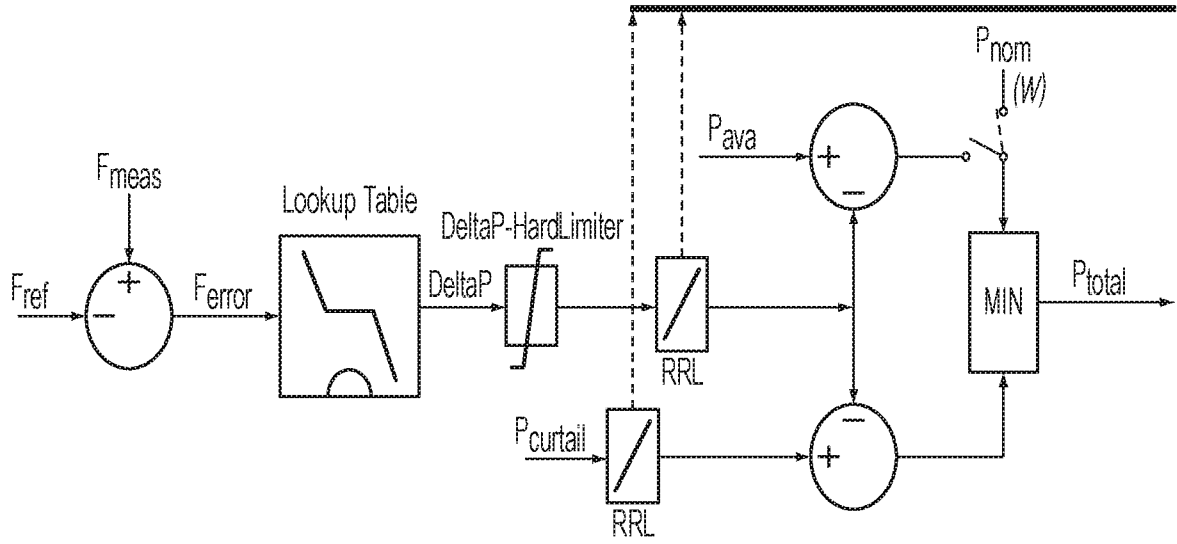 Pnom
(W)
Pava
Fmeas
Lookup Table
DeltaP-HardLimiter
Fref
Ferror
DeltaP
MIN
Ptotal
RRL
Pcurtail
RRL